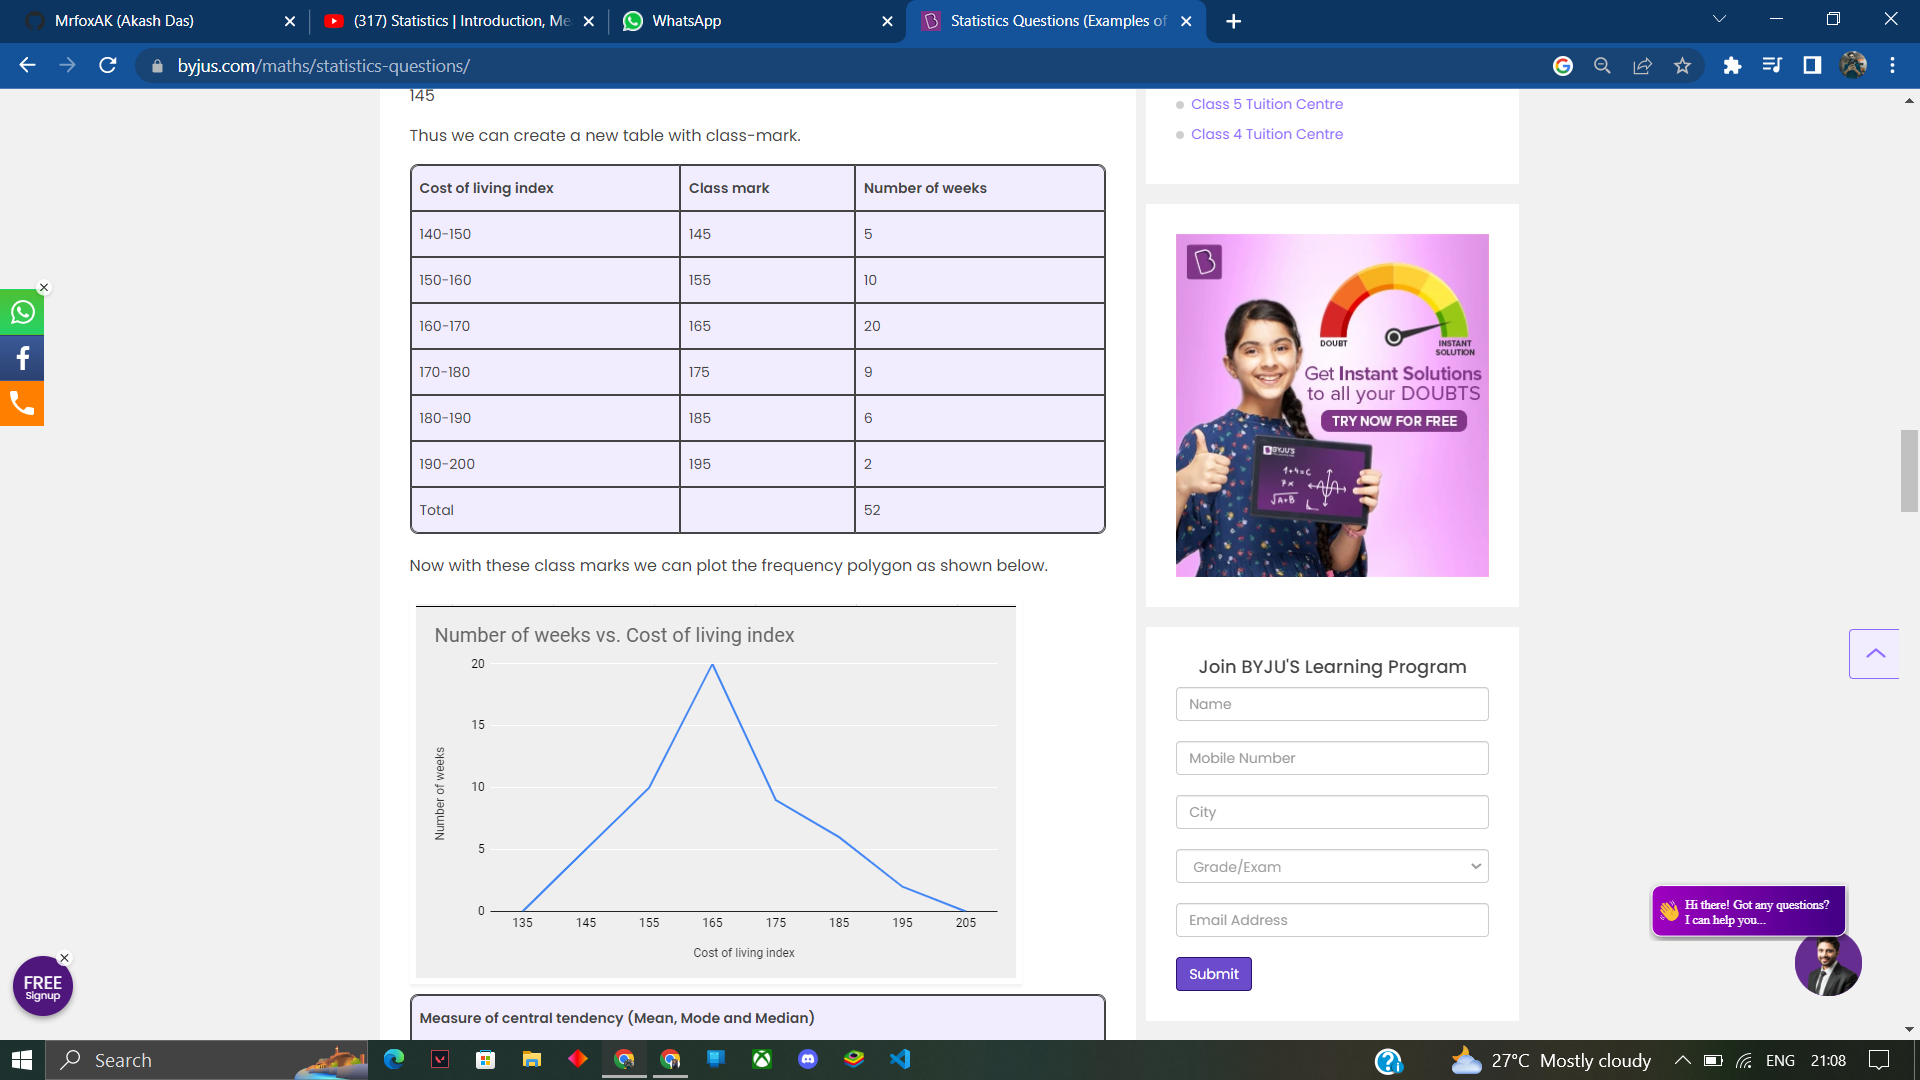 MrfoxAK (Akash Das)
(317) Statistics | Introduction, Me
WhatsApp
Statistics Questions (Examples of
byjus.com/maths/statistics-questions/
145
Thus we can create a new table with class-mark.
Cost of living index Class mark Number of weeks
140-150 145 5
150-160 155 10
160-170 165 20
170-180 175 9
180-190 185 6
190-200 195 2
Total 52
Now with these class marks we can plot the frequency polygon as shown below.
Number of weeks vs. Cost of living index
20
15
10
5
0
Number of weeks
135 145 155 165 175 185 195 205
Cost of living index
Measure of central tendency (Mean, Mode and Median)
Class 5 Tuition Centre
Class 4 Tuition Centre
DOUBT
INSTANT
SOLUTION
Get Instant Solutions
to all your DOUBTS
TRY NOW FOR FREE
BYJU'S
1+4=C
7x
√A+B
Join BYJU'S Learning Program
Name
Mobile Number
City
Grade/Exam
Email Address
Submit
Hi there! Got any questions?
I can help you...
FREE
Signup
Search
27°C Mostly cloudy
ENG
21:08